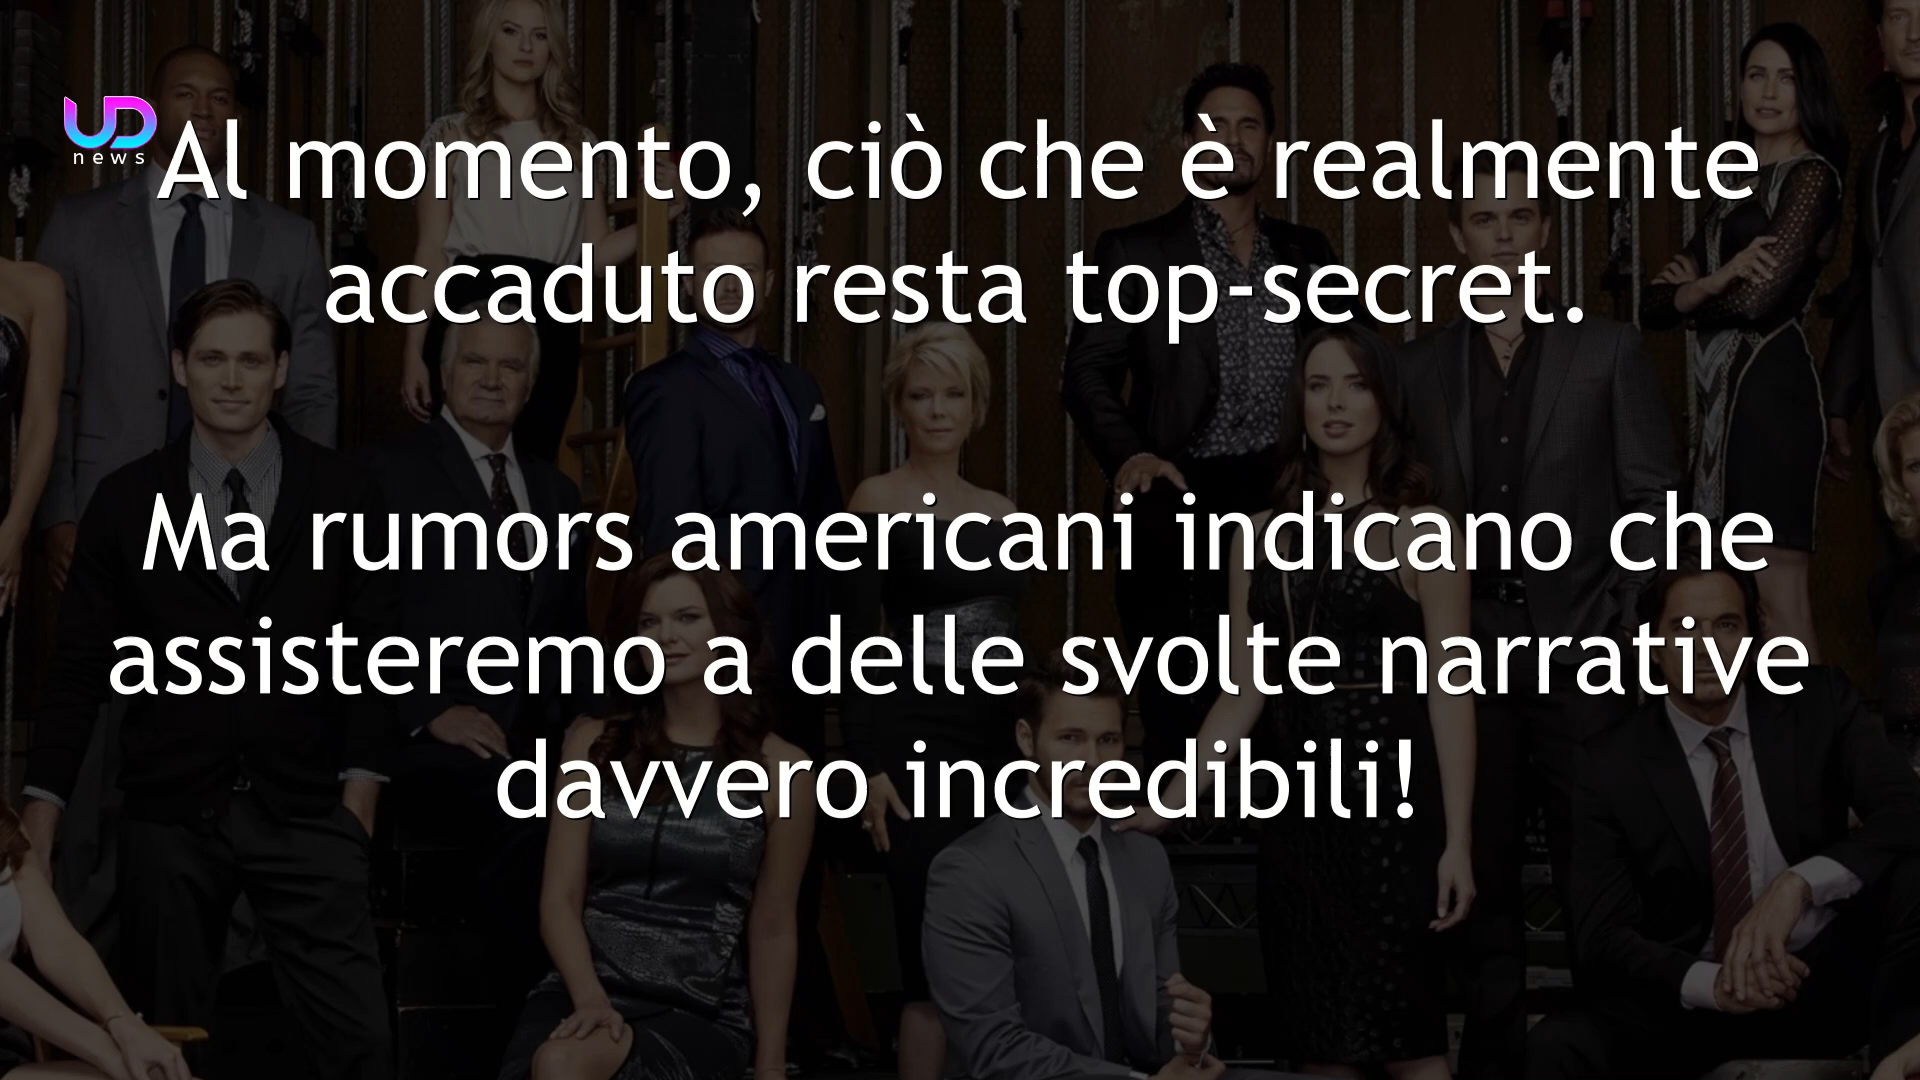 UD
news
Al momento, ciò che è realmente
accaduto resta top-secret.
Ma rumors americani indicano che
assisteremo a delle svolte narrative
davvero incredibili!